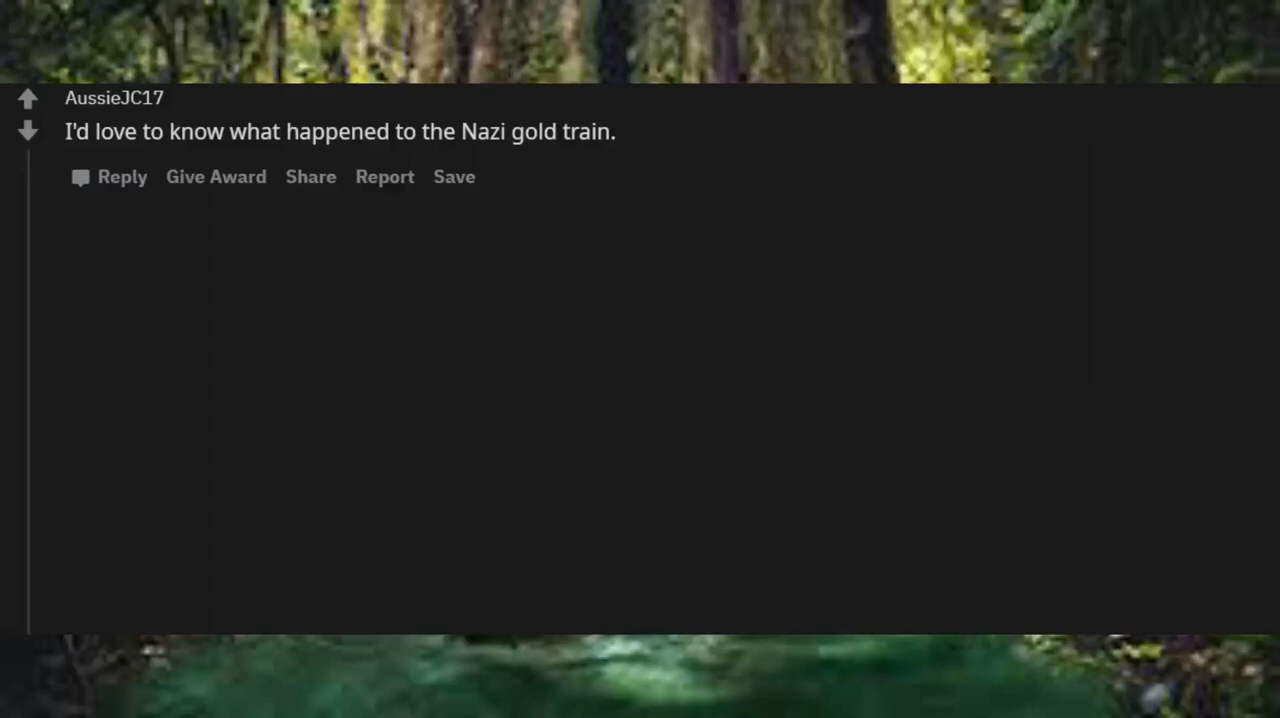 AussieJC17
I'd love to know what happened to the Nazi gold train.
Reply Give Award Share Report Save